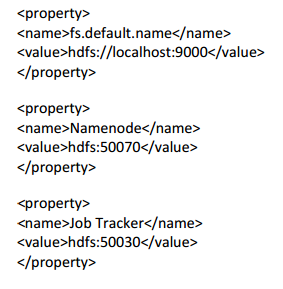 <property>
<name>fs.default.name</name>
<value>hdfs://localhost:9000</value>
</property>
<property>
<name>Namenode</name>
<value>hdfs:50070</value>
</property>
<property>
<name>Job Tracker</name>
<value>hdfs:50030</value>
</property>